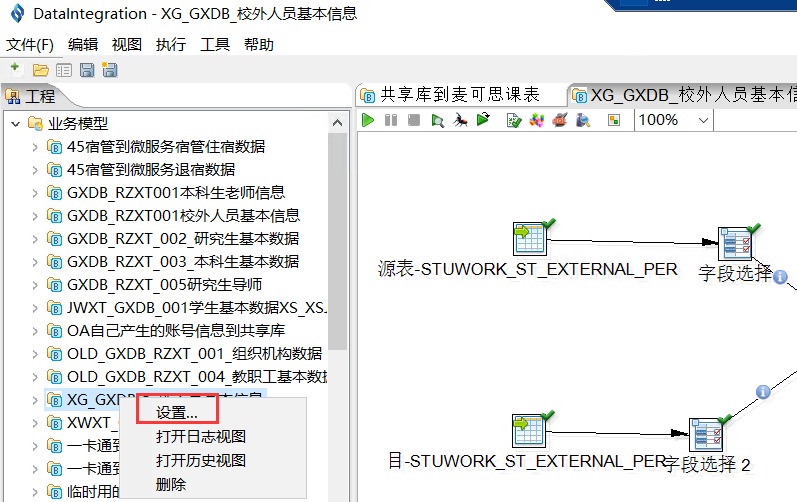 DataIntegration - XG_GXDB_校外人员基本信息
文件(F) 编辑 视图 执行 工具 帮助
工程
业务模型
45宿管到微服务宿管住宿数据
45宿管到微服务退宿数据
GXDB_RZXT001本科生老师信息
GXDB_RZXT001校外人员基本信息
GXDB_RZXT_002_研究生基本数据
GXDB_RZXT_003_本科生基本数据
GXDB_RZXT_005研究生导师
JWXT_GXDB_001学生基本数据XS_XSJ
OA自己产生的账号信息到共享库
OLD_GXDB_RZXT_001_组织机构数据
OLD_GXDB_RZXT_004_教职工基本数据
XG_GXDB
XWXT_
一卡通到
一卡通到
临时用的
设置...
打开日志视图
打开历史视图
删除
共享库到麦可思课表
XG_GXDB_校外人员基本信
100%
源表-STUWORK_ST_EXTERNAL_PER
字段选择
目-STUWORK_ST_EXTERNAL_PER
字段选择 2